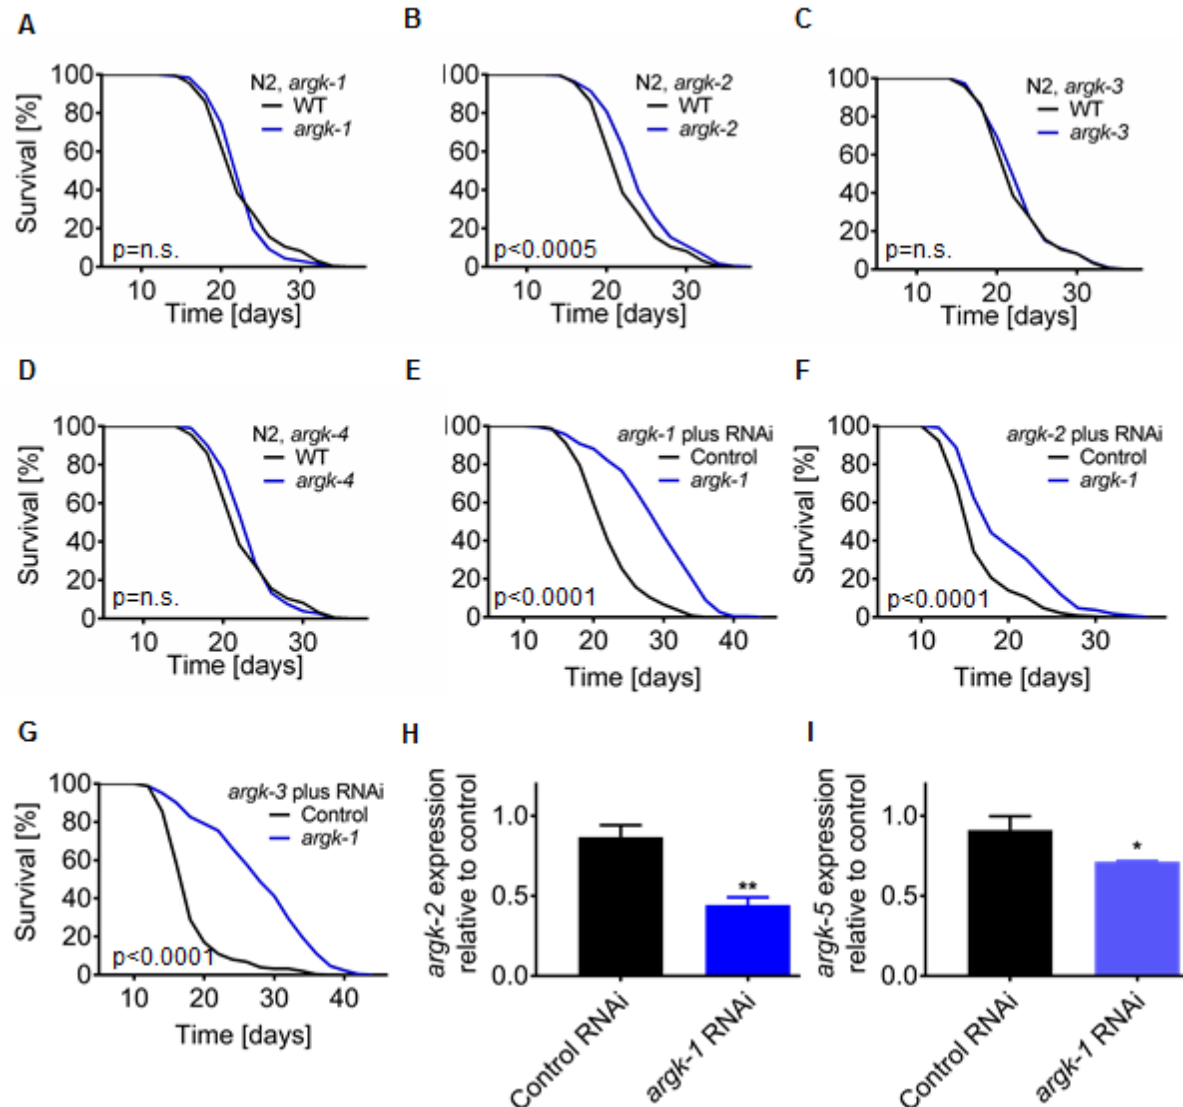 A
Survival [%]
100
80
60
40
20
0
N2, argk-1
WT
argk-1
p=n.s.
10 20 30
Time [days]
B
100
80
60
40
20
0
N2, argk-2
WT
argk-2
p<0.0005
10 20 30
Time [days]
C
100
80
60
40
20
0
N2, argk-3
WT
argk-3
p=n.s.
10 20 30
Time [days]
D
Survival [%]
100
80
60
40
20
0
N2, argk-4
WT
argk-4
p=n.s.
10 20 30
Time [days]
E
100
80
60
40
20
0
argk-1 plus RNAi
Control
argk-1
p<0.0001
10 20 30 40
Time [days]
F
Survival [%]
100
80
60
40
20
0
argk-2 plus RNAi
Control
argk-1
p<0.0001
10 20 30
Time [days]
G
Survival [%]
100
80
60
40
20
0
argk-3 plus RNAi
Control
argk-1
p<0.0001
10 20 30 40
Time [days]
H
argk-2 expression
relative to control
1.0
0.5
0.0
**
Control RNAi
argk-1 RNAi
I
argk-5 expression
relative to control
1.0
0.5
0.0
*
Control RNAi
argk-1 RNAi